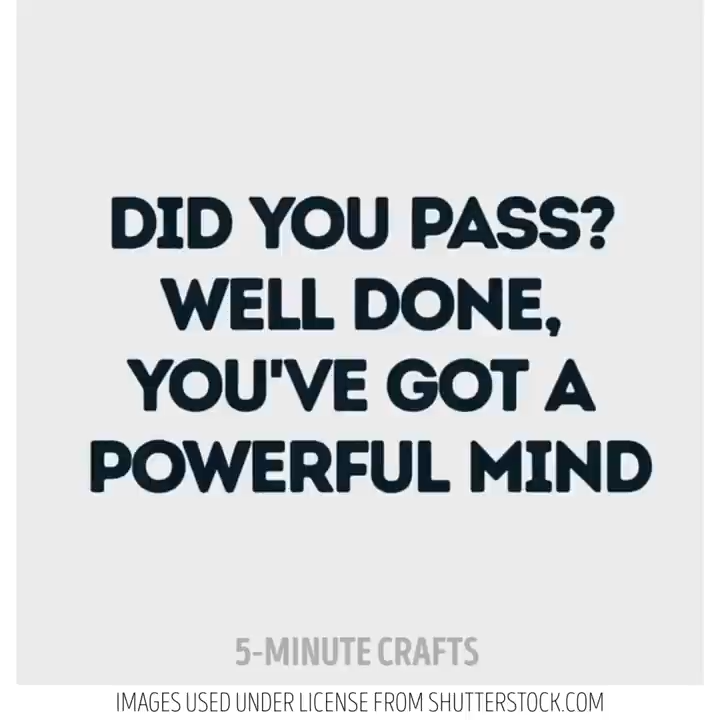 DID YOU PASS?
WELL DONE,
YOU'VE GOT A
POWERFUL MIND
5-MINUTE CRAFTS
IMAGES USED UNDER LICENSE FROM SHUTTERSTOCK.COM